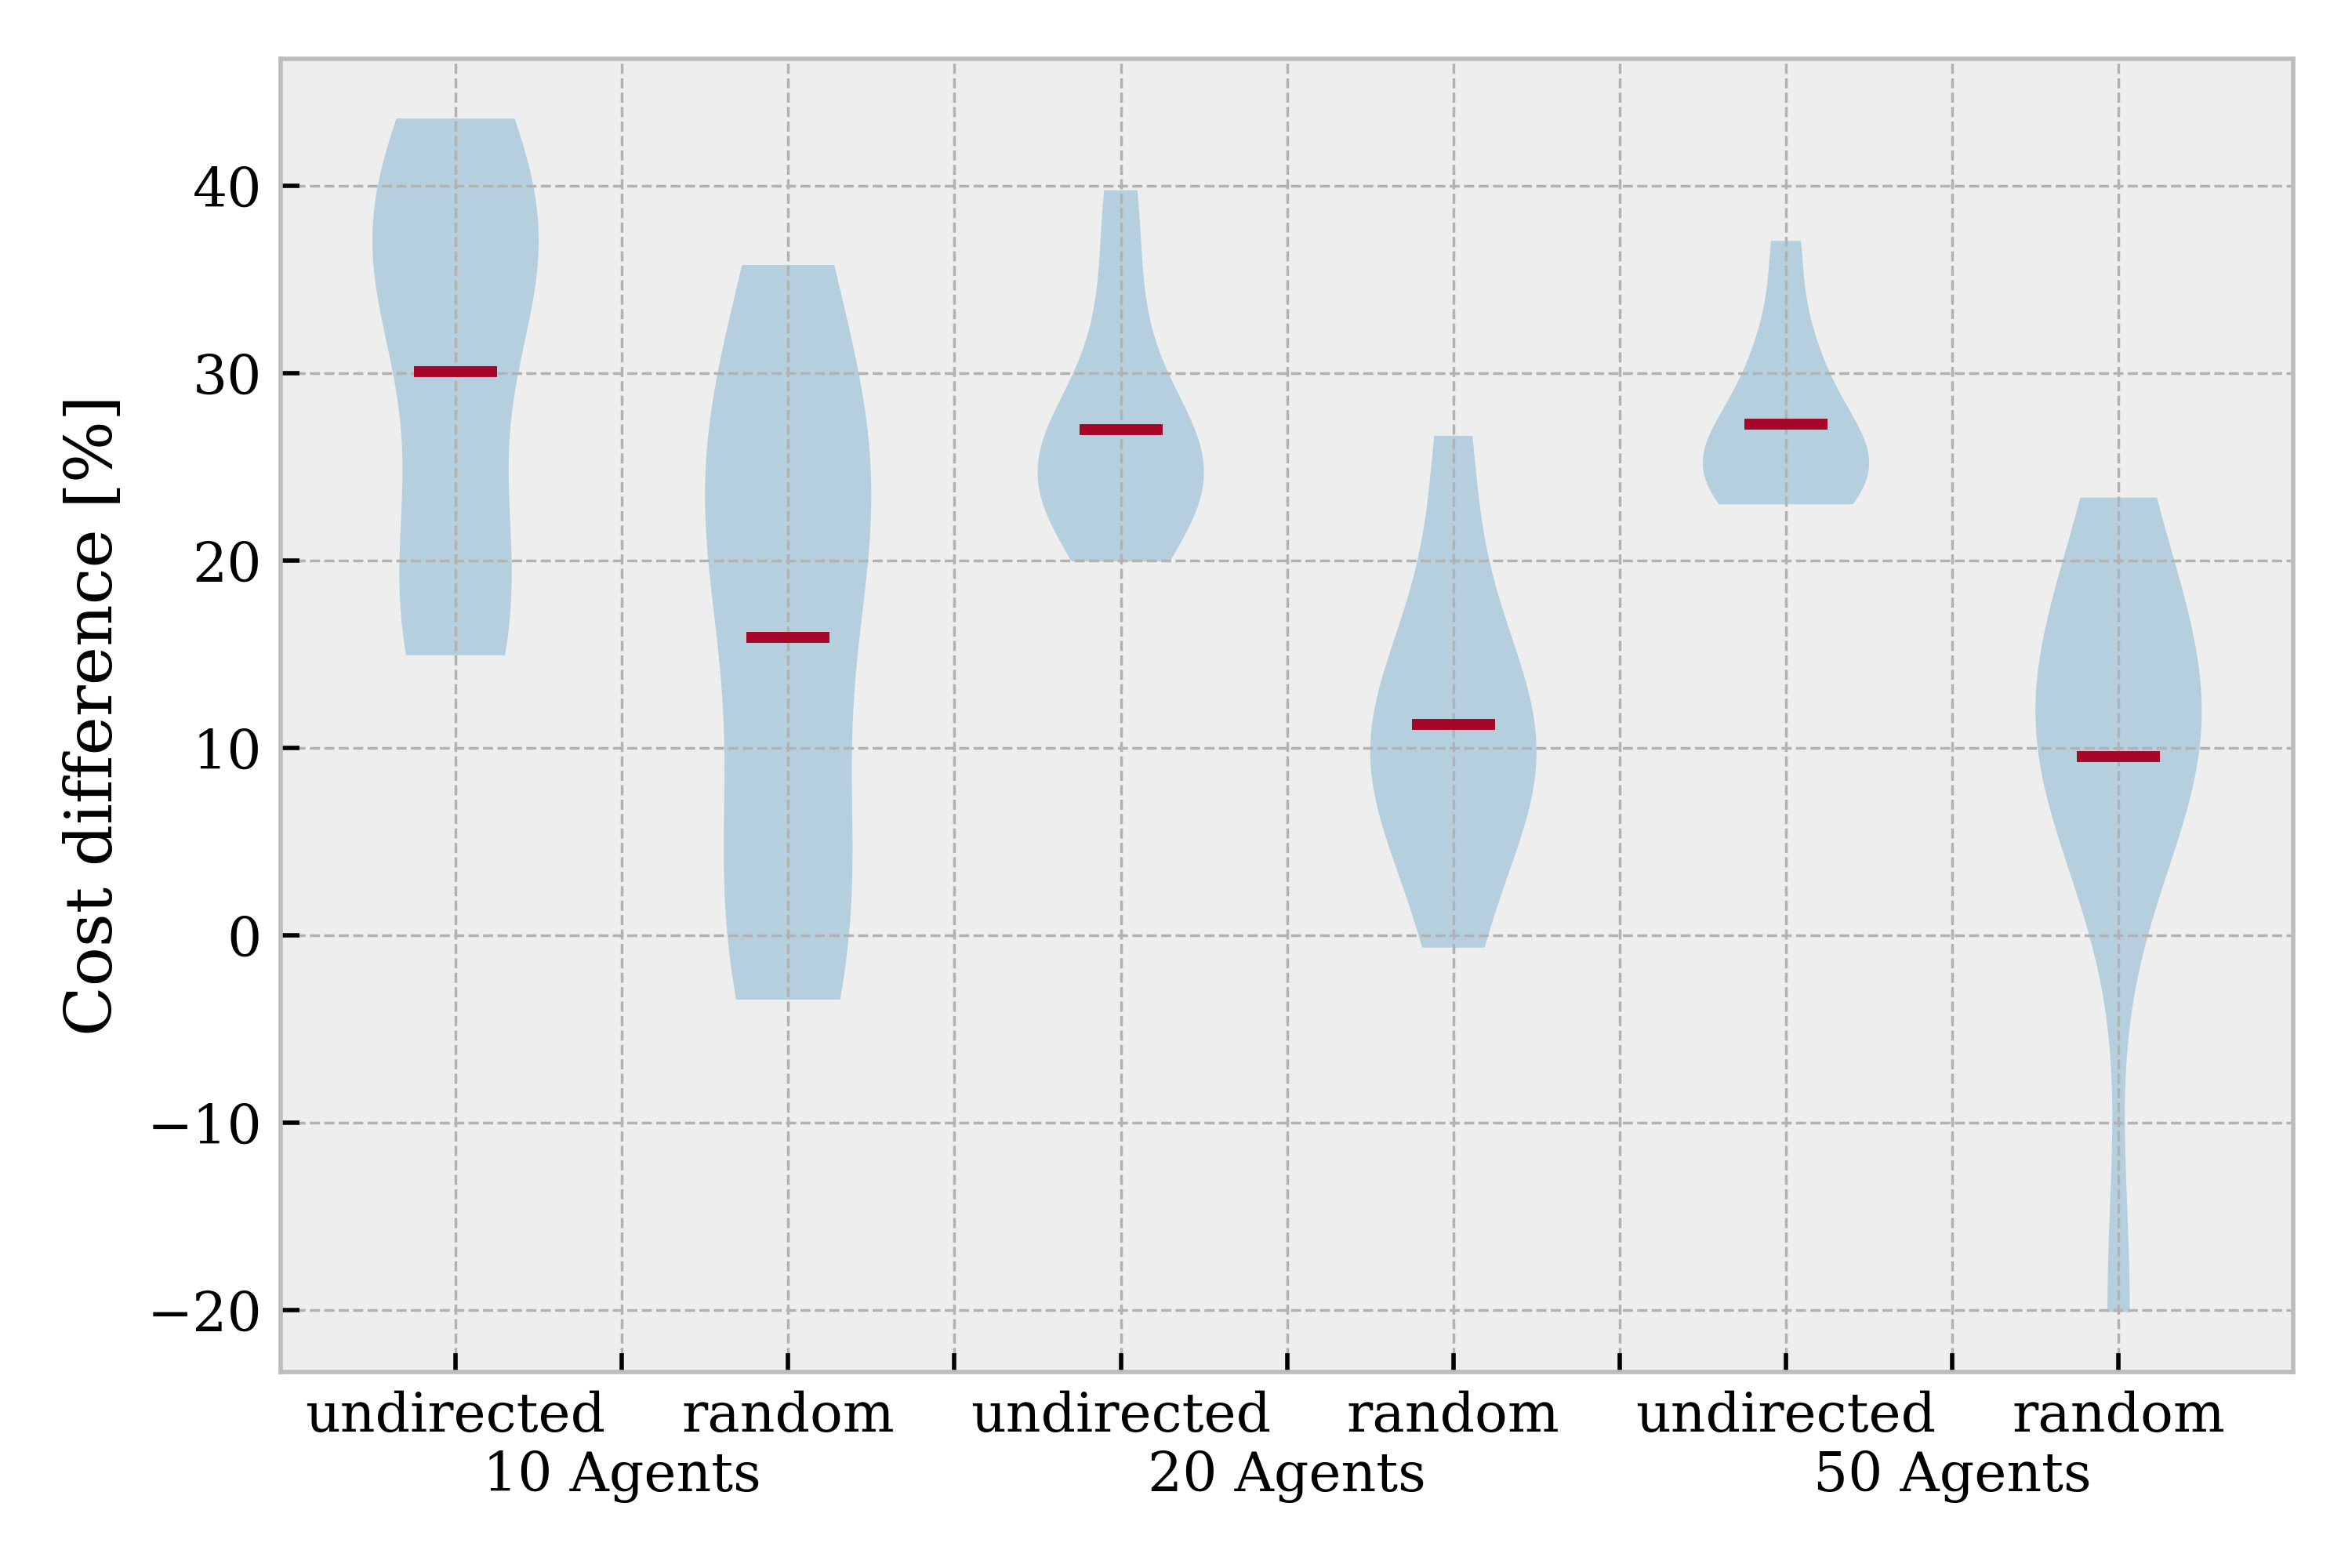 Cost difference [%]
40
30
20
10
0
−10
−20
undirected random undirected random undirected random
10 Agents 20 Agents 50 Agents